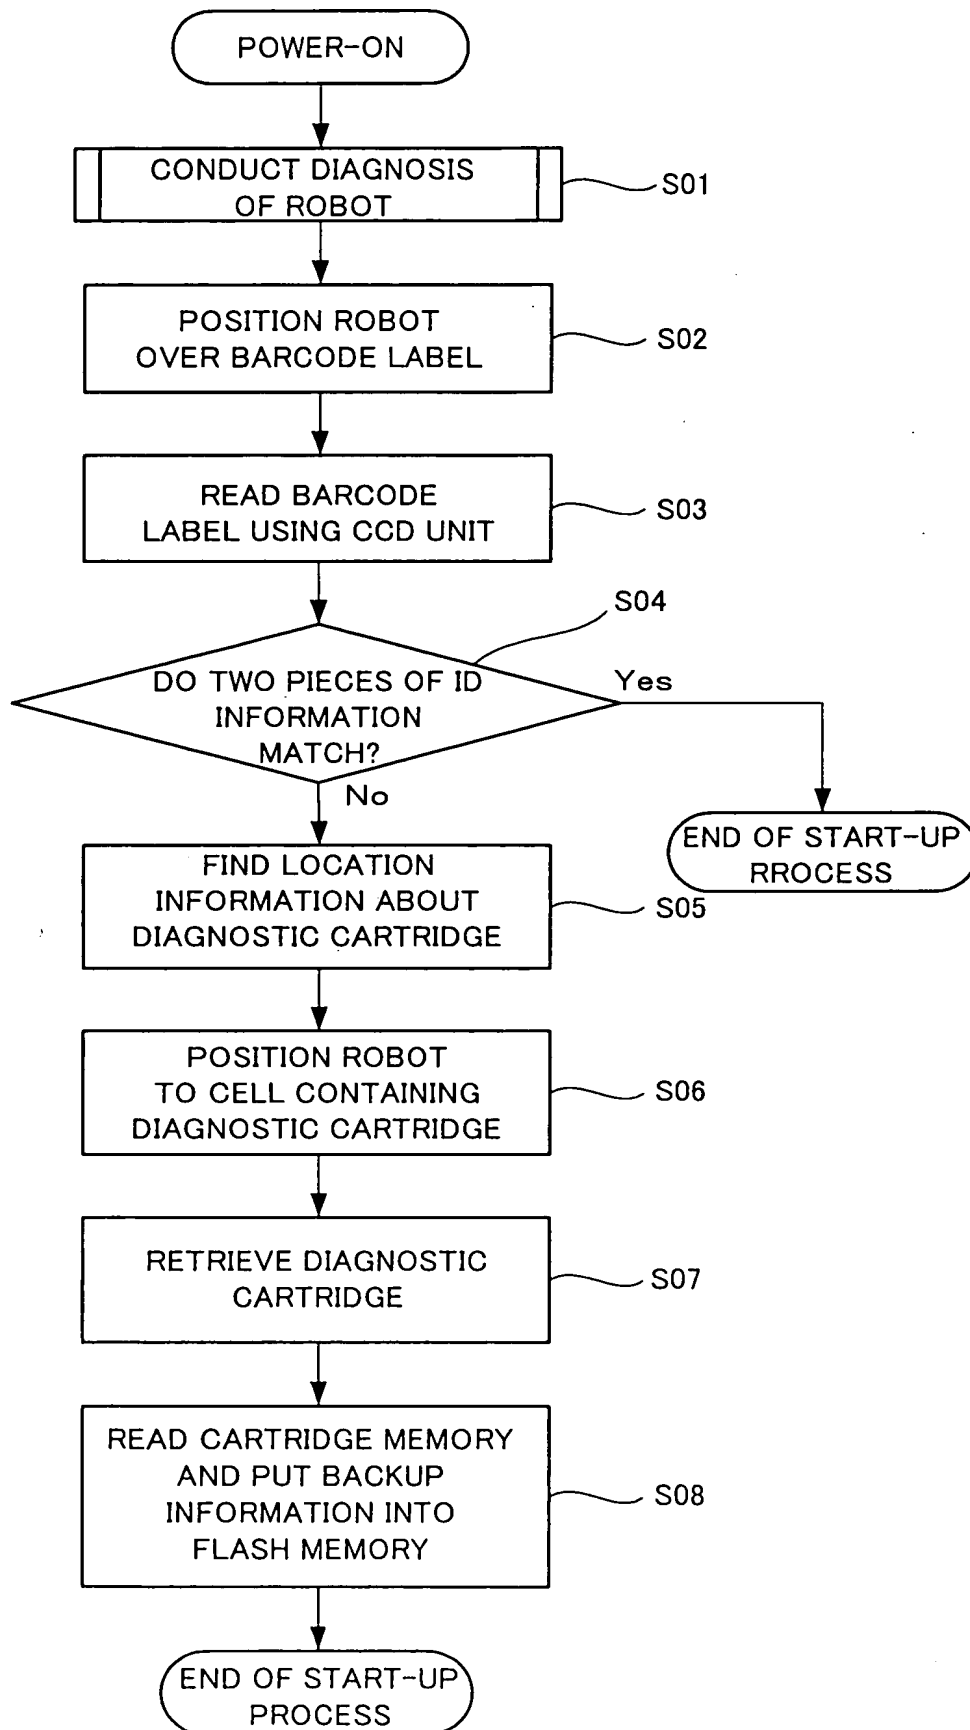 POWER-ON
CONDUCT DIAGNOSIS
OF ROBOT
S01
POSITION ROBOT
OVER BARCODE LABEL
S02
READ BARCODE
LABEL USING CCD UNIT
S03
S04
DO TWO PIECES OF ID
INFORMATION
MATCH?
Yes
No
END OF START-UP
RROCESS
FIND LOCATION
INFORMATION ABOUT
DIAGNOSTIC CARTRIDGE
S05
POSITION ROBOT
TO CELL CONTAINING
DIAGNOSTIC CARTRIDGE
S06
RETRIEVE DIAGNOSTIC
CARTRIDGE
S07
READ CARTRIDGE MEMORY
AND PUT BACKUP
INFORMATION INTO
FLASH MEMORY
S08
END OF START-UP
PROCESS